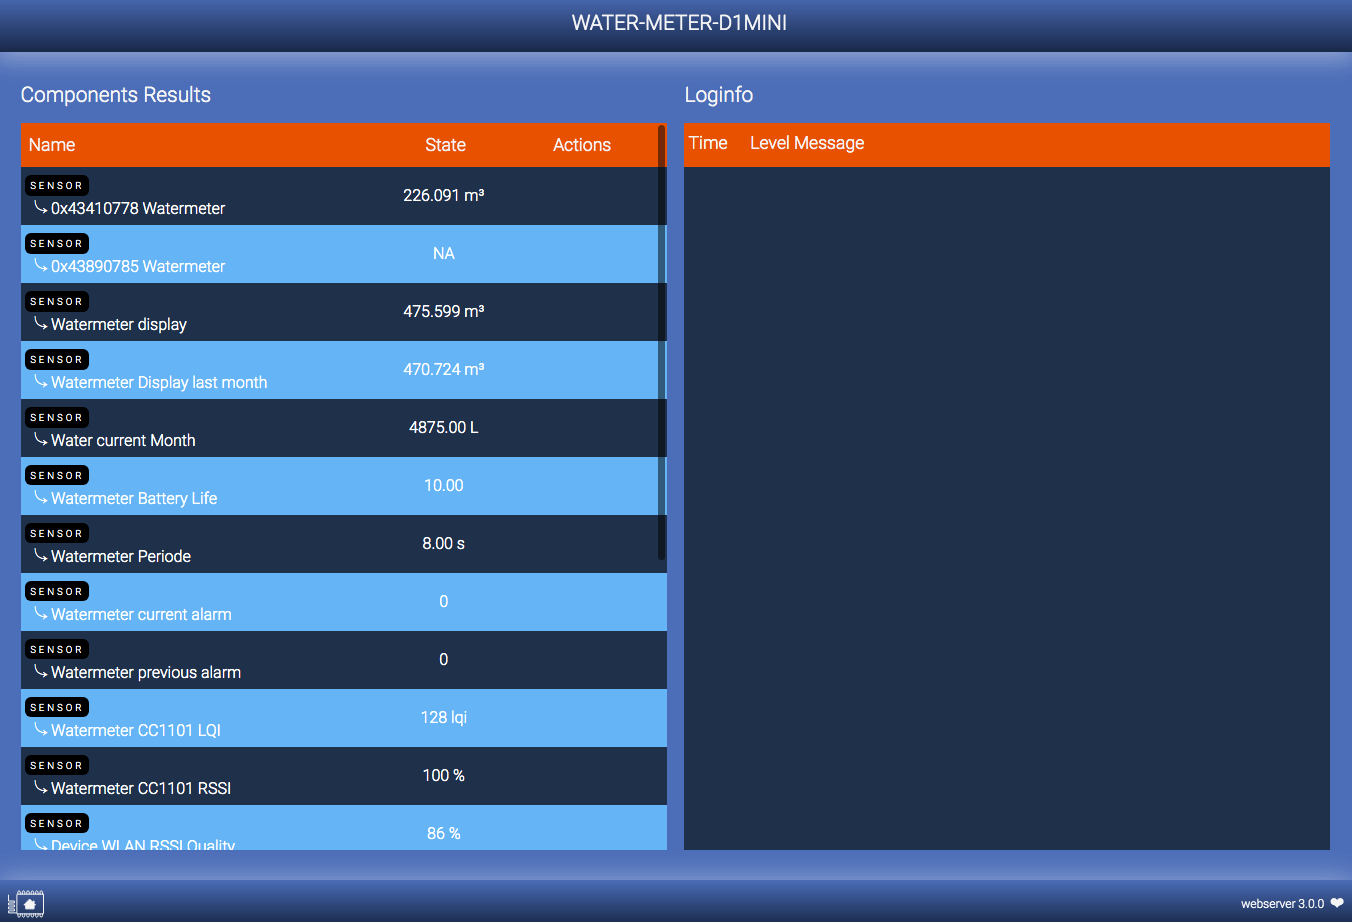 WATER-METER-D1MINI
Components Results
Name State Actions
SENSOR
0x43410778 Watermeter 226.091 m³
SENSOR
0x43890785 Watermeter NA
SENSOR
Watermeter display 475.599 m³
SENSOR
Watermeter Display last month 470.724 m³
SENSOR
Water current Month 4875.00 L
SENSOR
Watermeter Battery Life 10.00
SENSOR
Watermeter Periode 8.00 s
SENSOR
Watermeter current alarm 0
SENSOR
Watermeter previous alarm 0
SENSOR
Watermeter CC1101 LQI 128 lqi
SENSOR
Watermeter CC1101 RSSI 100 %
SENSOR
Device WLAN RSSI Quality 86 %
Loginfo
Time Level Message
webserver 3.0.0 ❤